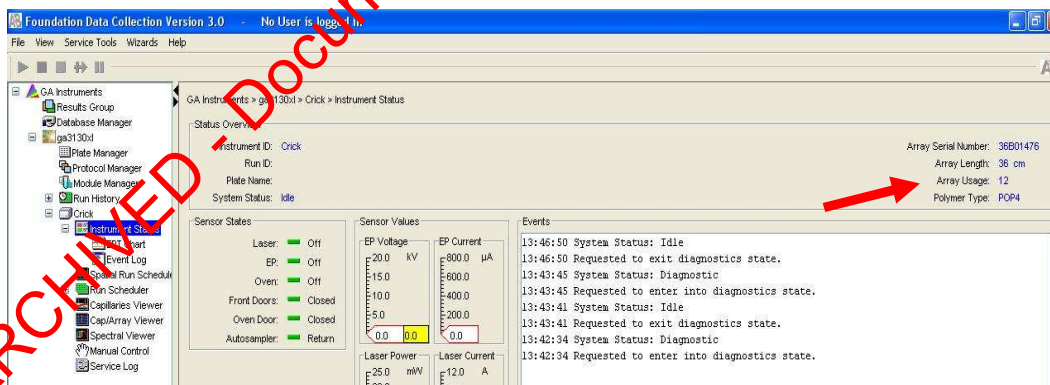 Foundation Data Collection Version 3.0 - No User is logged in
File View Service Tools Wizards Help
GA Instruments
Results Group
Database Manager
ga3130xl
Plate Manager
Protocol Manager
Module Manager
Run History
Crick
Instrument Status
EPT Chart
Event Log
Spatial Run Schedule
Run Scheduler
Capillaries Viewer
Cap/Array Viewer
Spectral Viewer
Manual Control
Service Log
GA Instruments > ga3130xl > Crick > Instrument Status
Status Overview
Instrument ID: Crick
Run ID:
Plate Name:
System Status: Idle
Array Serial Number: 36B01476
Array Length: 36 cm
Array Usage: 12
Polymer Type: POP4
Sensor States
Laser: Off
EP: Off
Oven: Off
Front Doors: Closed
Oven Door: Closed
Autosampler: Return
Sensor Values
EP Voltage
20.0 kV
15.0
10.0
5.0
0.0 0.0
EP Current
800.0 µA
600.0
400.0
200.0
0.0
Laser Power
25.0 mW
Laser Current
12.0 A
Events
13:46:50 System Status: Idle
13:46:50 Requested to exit diagnostics state.
13:43:45 System Status: Diagnostic
13:43:45 Requested to enter into diagnostics state.
13:43:41 System Status: Idle
13:43:41 Requested to exit diagnostics state.
13:42:34 System Status: Diagnostic
13:42:34 Requested to enter into diagnostics state.
ARCHIVED - Docum